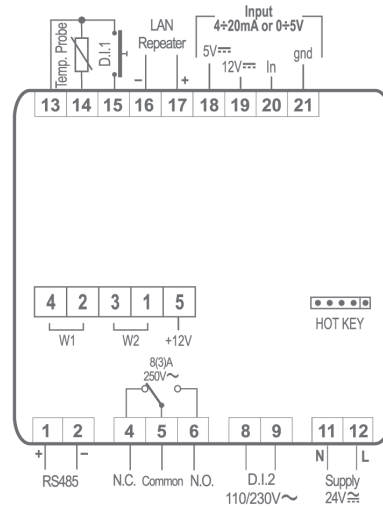 Input
4÷20mA or 0÷5V
LAN
Repeater
Temp. Probe
D.I.1
5V⎓
12V⎓
In
gnd
– +
13 14 15 16 17 18 19 20 21
4 2 3 1 5
W1 W2 +12V
HOT KEY
8(3)A
250V~
1 2 4 5 6 8 9 11 12
+ – N L
RS485 N.C. Common N.O. D.I.2 Supply
110/230V~ 24V≂